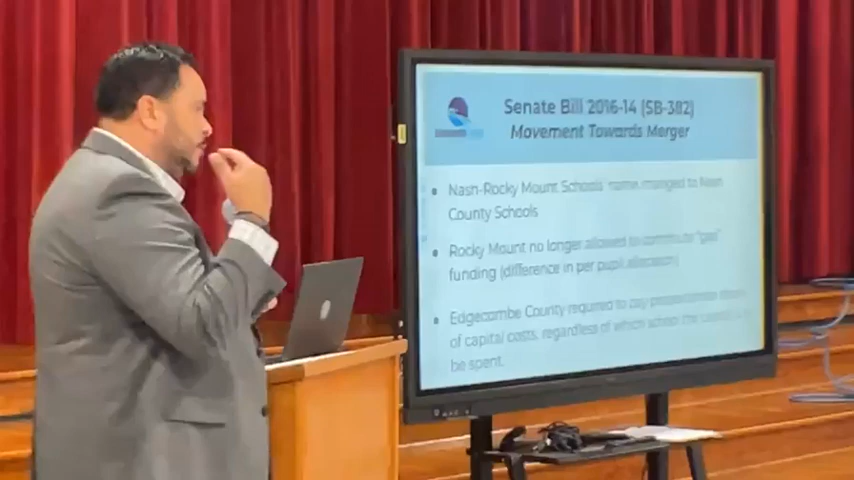 Senate Bill 2016-14 (SB-382)
Movement Towards Merger
Nash-Rocky Mount Schools' name, changed to Nash
County Schools
Rocky Mount no longer allowed to contribute "gap"
funding (difference in per pupil allocation)
Edgecombe County required to pay
of capital costs, regardless of which school the
be spent.